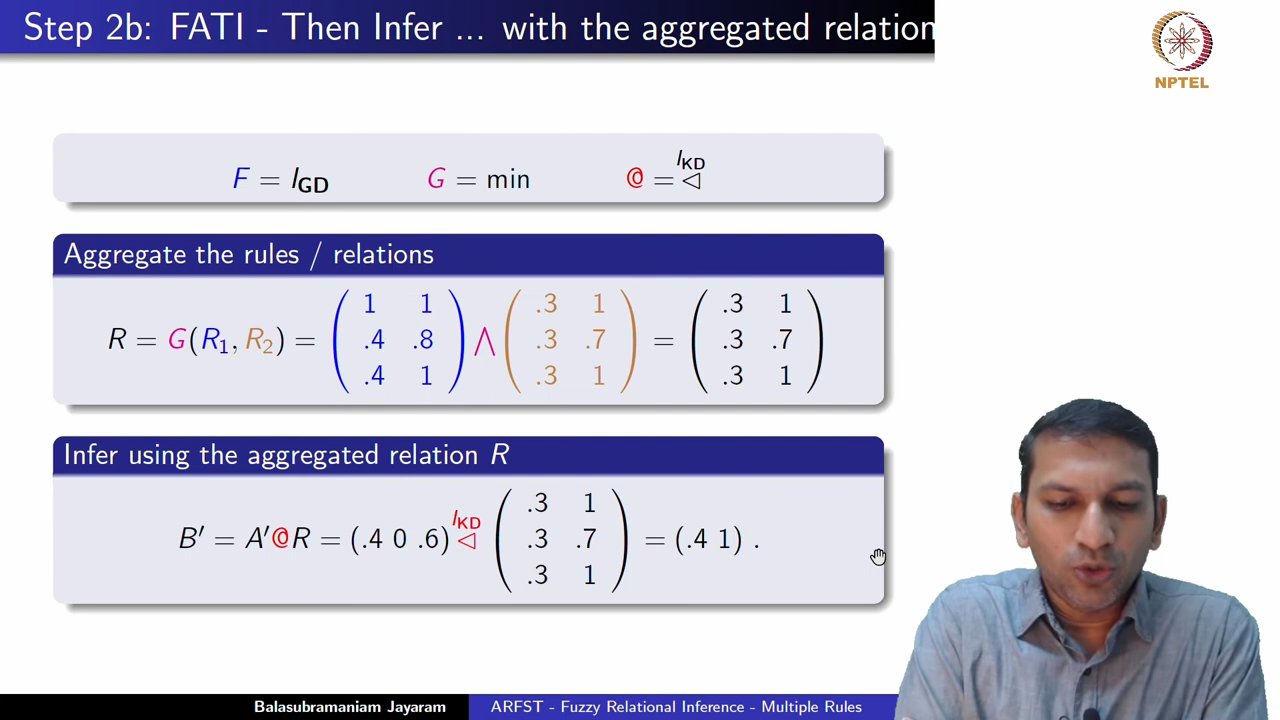 Step 2b: FATI - Then Infer ... with the aggregated relation
NPTEL
F = I_GD G = min @ = ◁^{I_KD}
Aggregate the rules / relations
R = G(R₁, R₂) = ( 1 1 ; .4 .8 ; .4 1 ) ⋀ ( .3 1 ; .3 .7 ; .3 1 ) = ( .3 1 ; .3 .7 ; .3 1 )
Infer using the aggregated relation R
B′ = A′@R = (.4 0 .6) ◁^{I_KD} ( .3 1 ; .3 .7 ; .3 1 ) = (.4 1) .
Balasubramaniam Jayaram
ARFST - Fuzzy Relational Inference - Multiple Rules